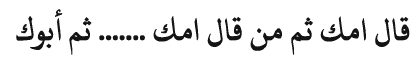 قال امك ثم من قال امك ....... ثم أبوك